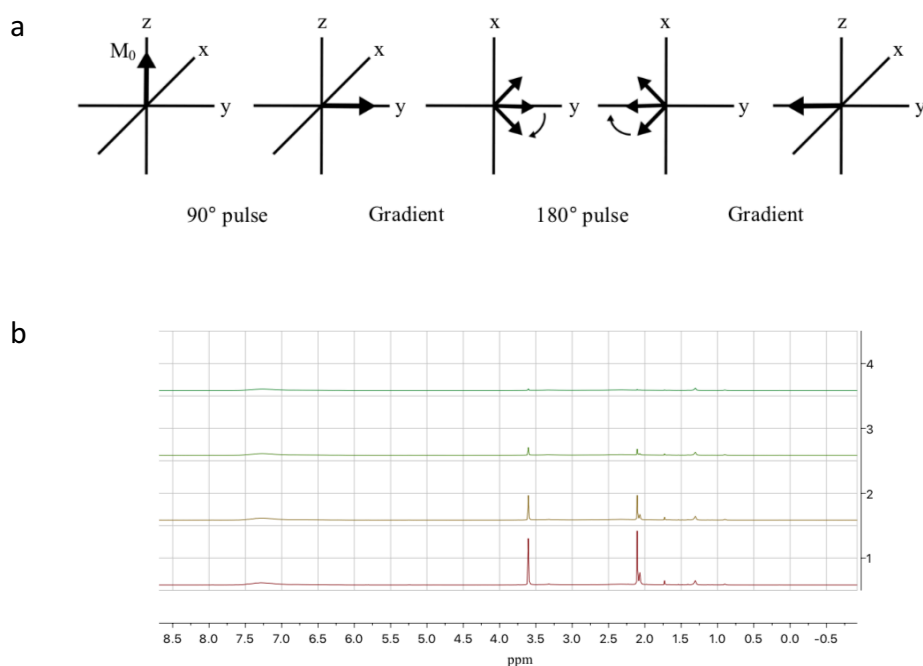 a
z z x x z
M₀ x x x
y y y y y
90° pulse Gradient 180° pulse Gradient
b
4
3
2
1
8.5 8.0 7.5 7.0 6.5 6.0 5.5 5.0 4.5 4.0 3.5 3.0 2.5 2.0 1.5 1.0 0.5 0.0 -0.5
ppm